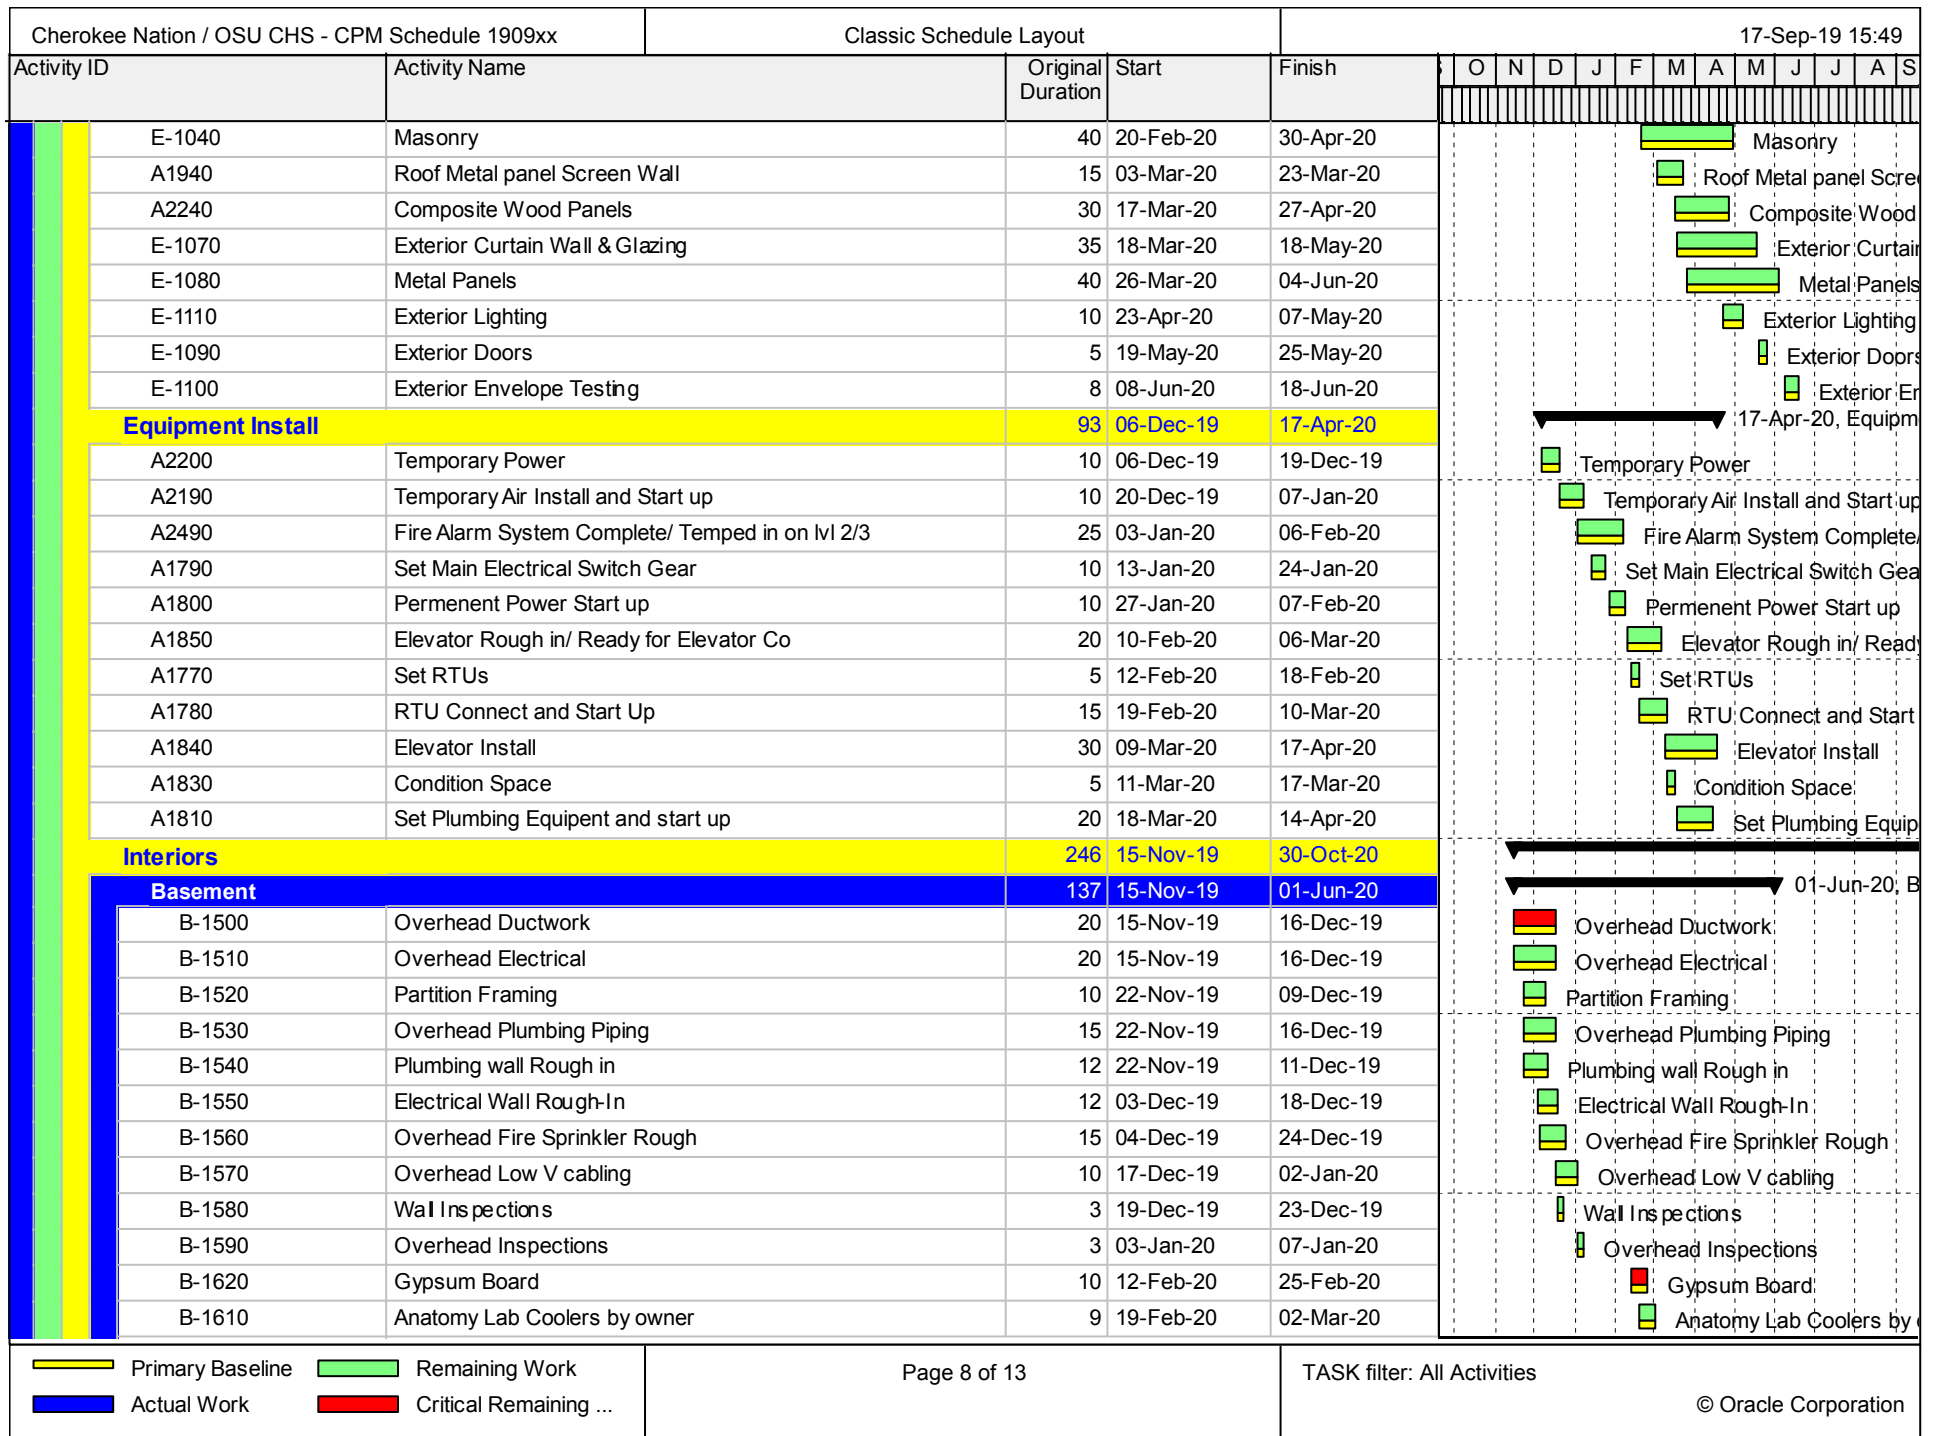 Cherokee Nation / OSU CHS - CPM Schedule 1909xx Classic Schedule Layout 17-Sep-19 15:49
Activity ID Activity Name Original Duration Start Finish S O N D J F M A M J J A S
E-1040 Masonry 40 20-Feb-20 30-Apr-20 Masonry
A1940 Roof Metal panel Screen Wall 15 03-Mar-20 23-Mar-20 Roof Metal panel Scree
A2240 Composite Wood Panels 30 17-Mar-20 27-Apr-20 Composite Wood
E-1070 Exterior Curtain Wall & Glazing 35 18-Mar-20 18-May-20 Exterior Curtain
E-1080 Metal Panels 40 26-Mar-20 04-Jun-20 Metal Panels
E-1110 Exterior Lighting 10 23-Apr-20 07-May-20 Exterior Lighting
E-1090 Exterior Doors 5 19-May-20 25-May-20 Exterior Doors
E-1100 Exterior Envelope Testing 8 08-Jun-20 18-Jun-20 Exterior En
Equipment Install 93 06-Dec-19 17-Apr-20 17-Apr-20, Equipm
A2200 Temporary Power 10 06-Dec-19 19-Dec-19 Temporary Power
A2190 Temporary Air Install and Start up 10 20-Dec-19 07-Jan-20 Temporary Air Install and Start up
A2490 Fire Alarm System Complete/ Temped in on lvl 2/3 25 03-Jan-20 06-Feb-20 Fire Alarm System Complete/
A1790 Set Main Electrical Switch Gear 10 13-Jan-20 24-Jan-20 Set Main Electrical Switch Gea
A1800 Permenent Power Start up 10 27-Jan-20 07-Feb-20 Permenent Power Start up
A1850 Elevator Rough in/ Ready for Elevator Co 20 10-Feb-20 06-Mar-20 Elevator Rough in/ Ready
A1770 Set RTUs 5 12-Feb-20 18-Feb-20 Set RTUs
A1780 RTU Connect and Start Up 15 19-Feb-20 10-Mar-20 RTU Connect and Start
A1840 Elevator Install 30 09-Mar-20 17-Apr-20 Elevator Install
A1830 Condition Space 5 11-Mar-20 17-Mar-20 Condition Space
A1810 Set Plumbing Equipent and start up 20 18-Mar-20 14-Apr-20 Set Plumbing Equip
Interiors 246 15-Nov-19 30-Oct-20
Basement 137 15-Nov-19 01-Jun-20 01-Jun-20, B
B-1500 Overhead Ductwork 20 15-Nov-19 16-Dec-19 Overhead Ductwork
B-1510 Overhead Electrical 20 15-Nov-19 16-Dec-19 Overhead Electrical
B-1520 Partition Framing 10 22-Nov-19 09-Dec-19 Partition Framing
B-1530 Overhead Plumbing Piping 15 22-Nov-19 16-Dec-19 Overhead Plumbing Piping
B-1540 Plumbing wall Rough in 12 22-Nov-19 11-Dec-19 Plumbing wall Rough in
B-1550 Electrical Wall Rough-In 12 03-Dec-19 18-Dec-19 Electrical Wall Rough-In
B-1560 Overhead Fire Sprinkler Rough 15 04-Dec-19 24-Dec-19 Overhead Fire Sprinkler Rough
B-1570 Overhead Low V cabling 10 17-Dec-19 02-Jan-20 Overhead Low V cabling
B-1580 Wall Inspections 3 19-Dec-19 23-Dec-19 Wall Inspections
B-1590 Overhead Inspections 3 03-Jan-20 07-Jan-20 Overhead Inspections
B-1620 Gypsum Board 10 12-Feb-20 25-Feb-20 Gypsum Board
B-1610 Anatomy Lab Coolers by owner 9 19-Feb-20 02-Mar-20 Anatomy Lab Coolers by
Primary Baseline Remaining Work Page 8 of 13 TASK filter: All Activities
Actual Work Critical Remaining ... © Oracle Corporation